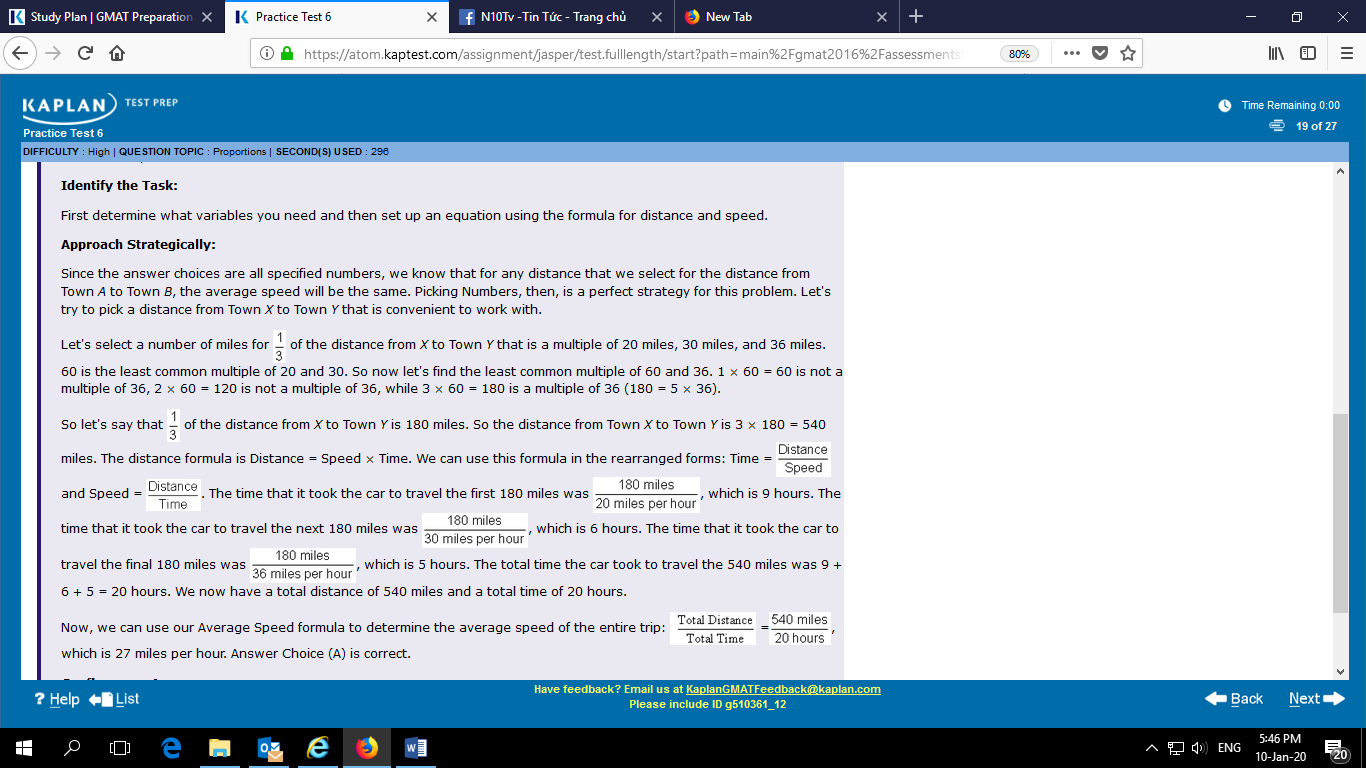 Study Plan | GMAT Preparation
Practice Test 6
N10Tv -Tin Tức - Trang chủ
New Tab
https://atom.kaptest.com/assignment/jasper/test.fulllength/start?path=main%2Fgmat2016%2Fassessments
80%
KAPLAN TEST PREP
Time Remaining 0:00
Practice Test 6
19 of 27
DIFFICULTY : High | QUESTION TOPIC : Proportions | SECOND(S) USED : 296
Identify the Task:
First determine what variables you need and then set up an equation using the formula for distance and speed.
Approach Strategically:
Since the answer choices are all specified numbers, we know that for any distance that we select for the distance from
Town A to Town B, the average speed will be the same. Picking Numbers, then, is a perfect strategy for this problem. Let's
try to pick a distance from Town X to Town Y that is convenient to work with.
Let's select a number of miles for 1/3 of the distance from X to Town Y that is a multiple of 20 miles, 30 miles, and 36 miles.
60 is the least common multiple of 20 and 30. So now let's find the least common multiple of 60 and 36. 1 × 60 = 60 is not a
multiple of 36, 2 × 60 = 120 is not a multiple of 36, while 3 × 60 = 180 is a multiple of 36 (180 = 5 × 36).
So let's say that 1/3 of the distance from X to Town Y is 180 miles. So the distance from Town X to Town Y is 3 × 180 = 540
miles. The distance formula is Distance = Speed × Time. We can use this formula in the rearranged forms: Time = Distance/Speed
and Speed = Distance/Time. The time that it took the car to travel the first 180 miles was 180 miles/20 miles per hour, which is 9 hours. The
time that it took the car to travel the next 180 miles was 180 miles/30 miles per hour, which is 6 hours. The time that it took the car to
travel the final 180 miles was 180 miles/36 miles per hour, which is 5 hours. The total time the car took to travel the 540 miles was 9 +
6 + 5 = 20 hours. We now have a total distance of 540 miles and a total time of 20 hours.
Now, we can use our Average Speed formula to determine the average speed of the entire trip: Total Distance/Total Time = 540 miles/20 hours,
which is 27 miles per hour. Answer Choice (A) is correct.
? Help
List
Have feedback? Email us at KaplanGMATFeedback@kaplan.com
Please include ID g510361_12
Back
Next
ENG
5:46 PM
10-Jan-20
20